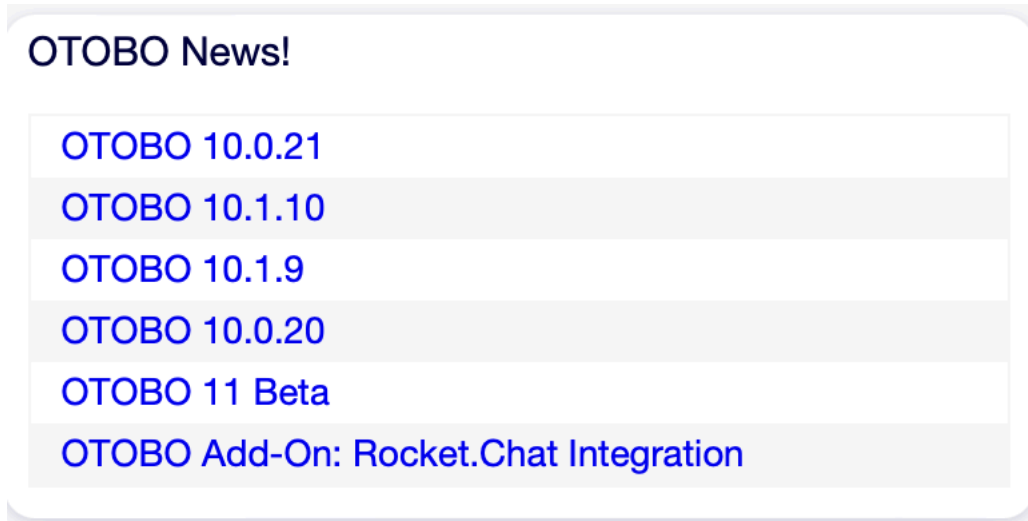 OTOBO News!
OTOBO 10.0.21
OTOBO 10.1.10
OTOBO 10.1.9
OTOBO 10.0.20
OTOBO 11 Beta
OTOBO Add-On: Rocket.Chat Integration